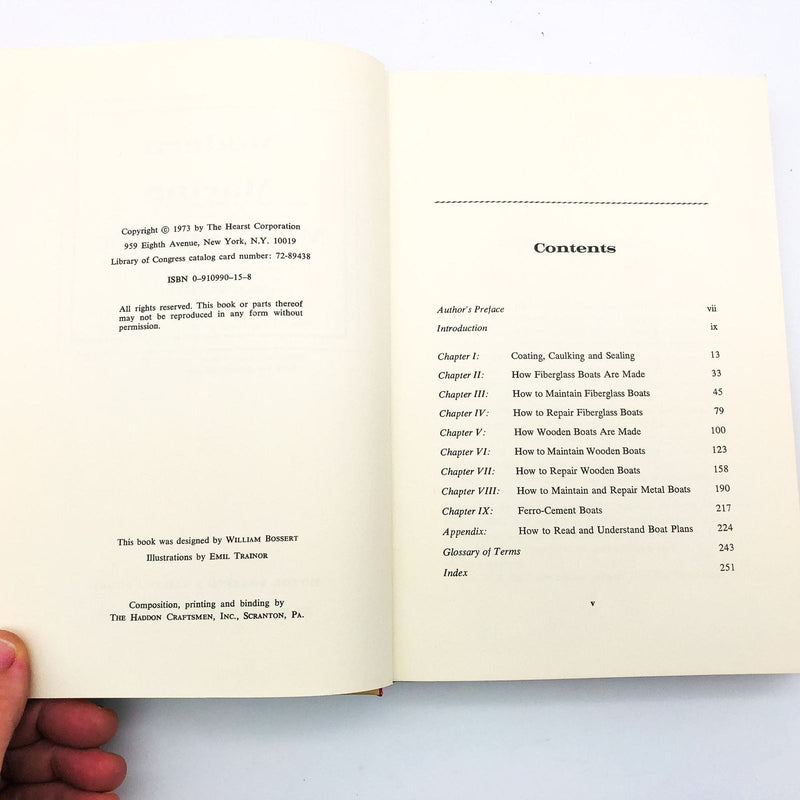 Copyright © 1973 by The Hearst Corporation
959 Eighth Avenue, New York, N.Y. 10019
Library of Congress catalog card number: 72-89438
ISBN 0-910990-15-8
All rights reserved. This book or parts thereof
may not be reproduced in any form without
permission.
This book was designed by WILLIAM BOSSERT
Illustrations by EMIL TRAINOR
Composition, printing and binding by
THE HADDON CRAFTSMEN, INC., SCRANTON, PA.
Contents
Author's Preface vii
Introduction ix
Chapter I: Coating, Caulking and Sealing 13
Chapter II: How Fiberglass Boats Are Made 33
Chapter III: How to Maintain Fiberglass Boats 45
Chapter IV: How to Repair Fiberglass Boats 79
Chapter V: How Wooden Boats Are Made 100
Chapter VI: How to Maintain Wooden Boats 123
Chapter VII: How to Repair Wooden Boats 158
Chapter VIII: How to Maintain and Repair Metal Boats 190
Chapter IX: Ferro-Cement Boats 217
Appendix: How to Read and Understand Boat Plans 224
Glossary of Terms 243
Index 251
v